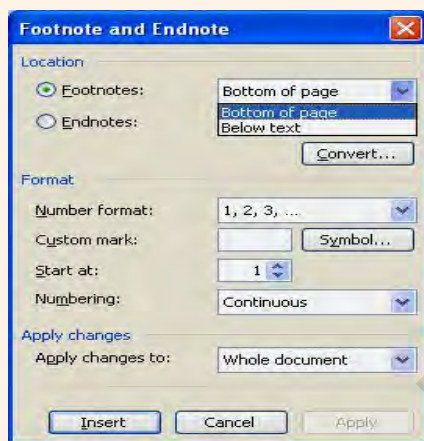 Footnote and Endnote
Location
Footnotes: Bottom of page
Bottom of page
Endnotes: Below text
Convert...
Format
Number format: 1, 2, 3, ...
Custom mark: Symbol...
Start at: 1
Numbering: Continuous
Apply changes
Apply changes to: Whole document
Insert Cancel Apply